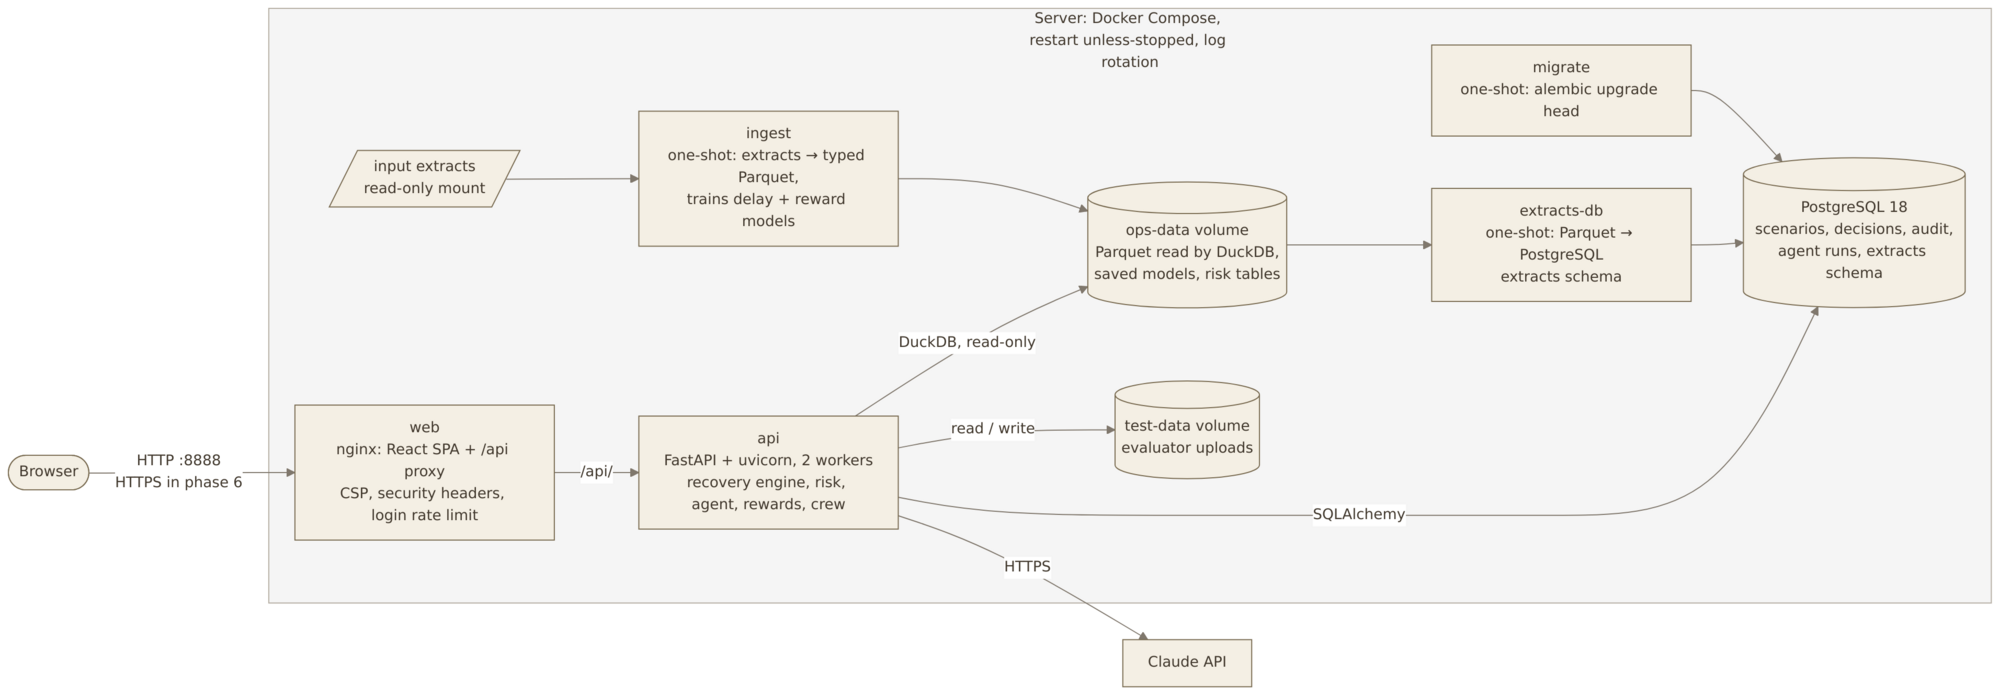 Server: Docker Compose,
restart unless-stopped, log
rotation
migrate
one-shot: alembic upgrade
head
input extracts
read-only mount
ingest
one-shot: extracts → typed
Parquet,
trains delay + reward
models
ops-data volume
Parquet read by DuckDB,
saved models, risk tables
extracts-db
one-shot: Parquet →
PostgreSQL
extracts schema
PostgreSQL 18
scenarios, decisions, audit,
agent runs, extracts
schema
DuckDB, read-only
Browser
HTTP :8888
HTTPS in phase 6
web
nginx: React SPA + /api
proxy
CSP, security headers,
login rate limit
/api/
api
FastAPI + uvicorn, 2 workers
recovery engine, risk,
agent, rewards, crew
read / write
test-data volume
evaluator uploads
SQLAlchemy
HTTPS
Claude API